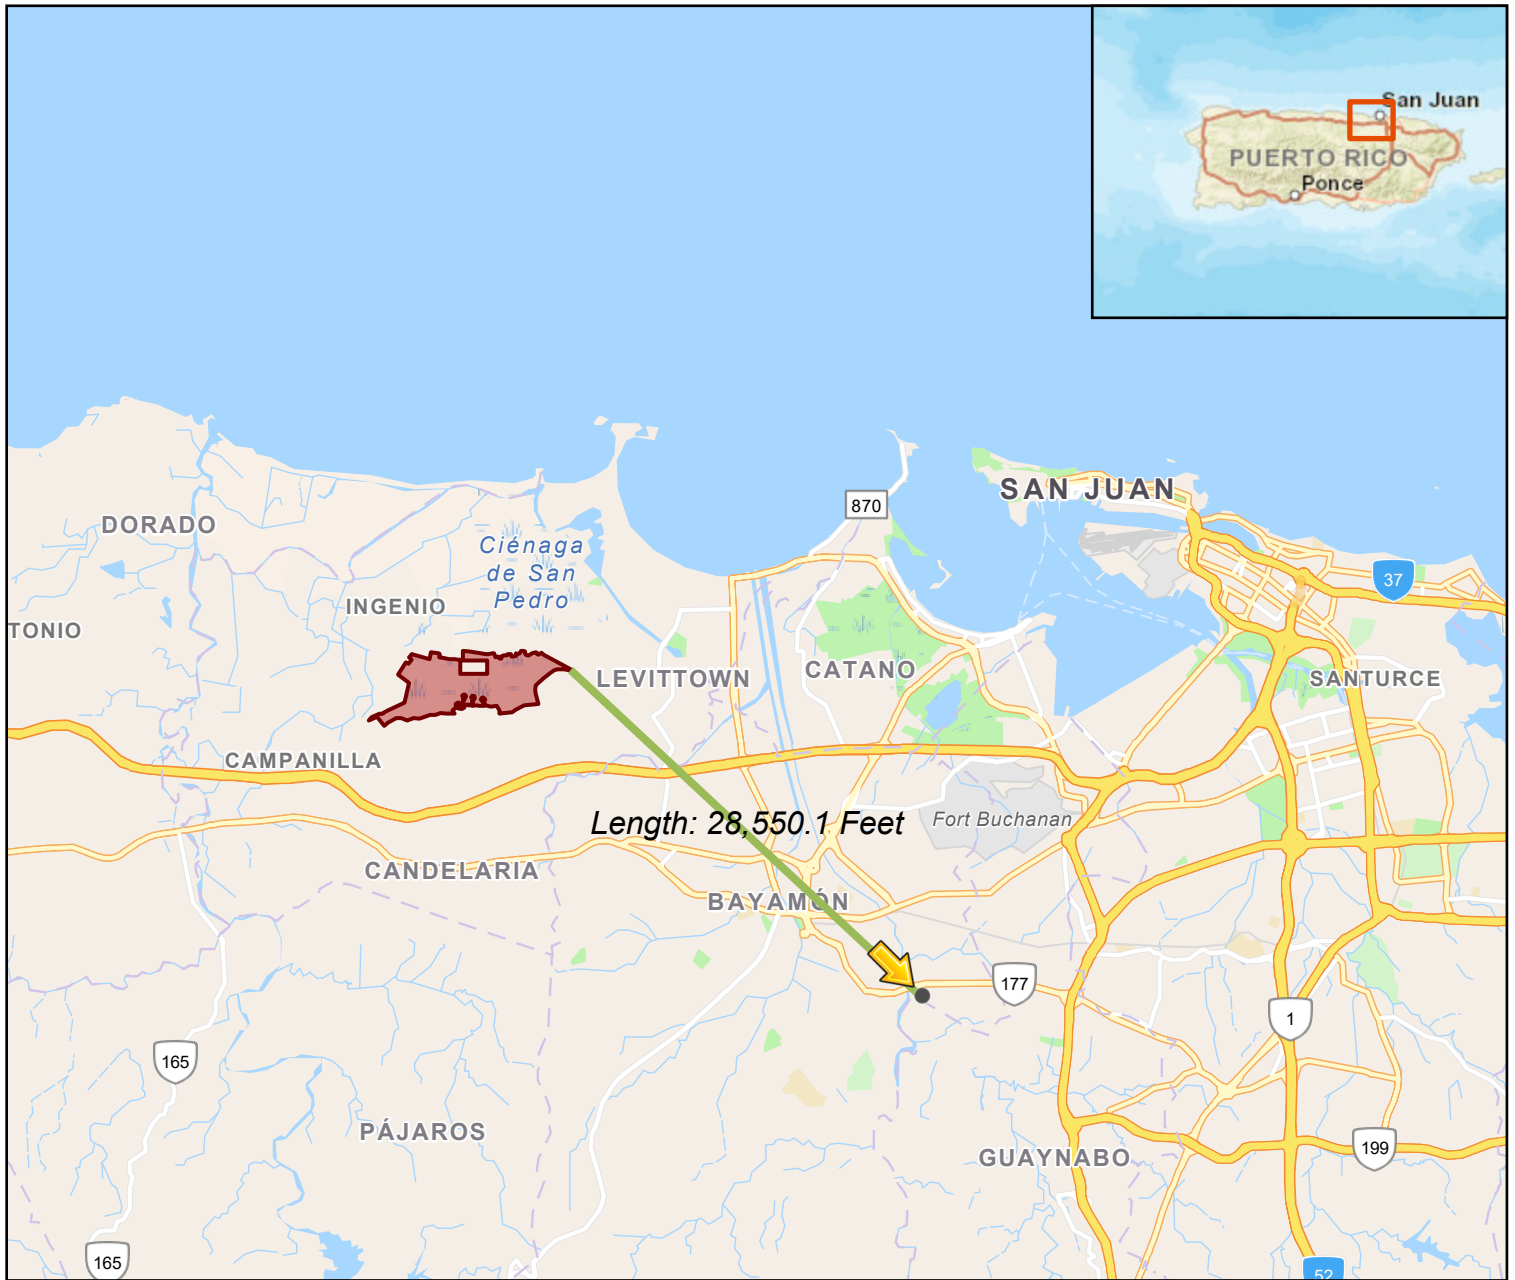 San Juan
PUERTO RICO
Ponce
SAN JUAN
870
DORADO
Ciénaga
de San
Pedro
37
INGENIO
TONIO
LEVITTOWN
CATANO
SANTURCE
CAMPANILLA
Length: 28,550.1 Feet
Fort Buchanan
CANDELARIA
BAYAMÓN
177
1
165
PÁJAROS
GUAYNABO
199
165
52